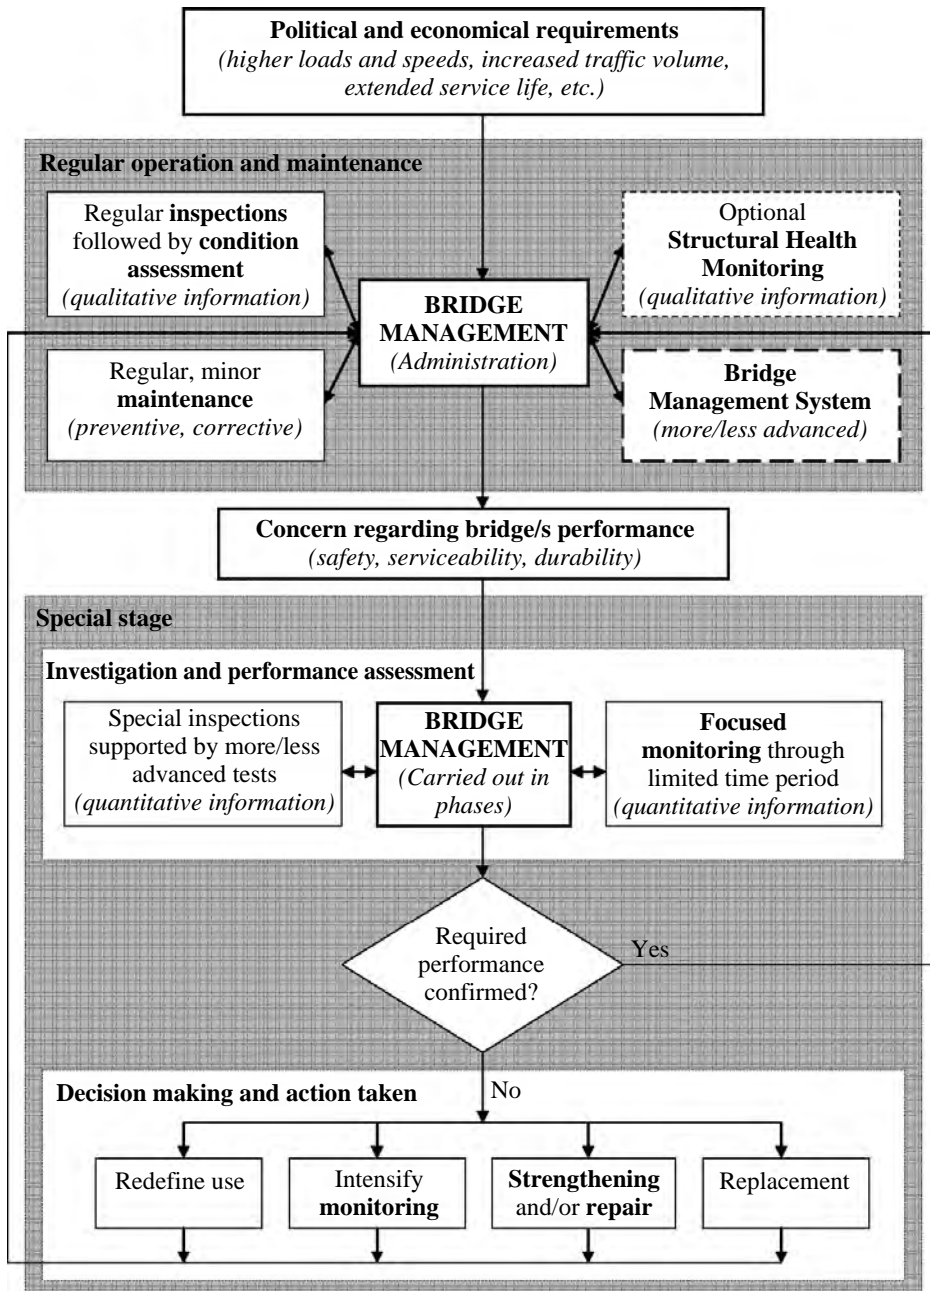 Political and economical requirements
(higher loads and speeds, increased traffic volume,
extended service life, etc.)
Regular operation and maintenance
Regular inspections
followed by condition
assessment
(qualitative information)
Optional
Structural Health
Monitoring
(qualitative information)
BRIDGE
MANAGEMENT
(Administration)
Regular, minor
maintenance
(preventive, corrective)
Bridge
Management System
(more/less advanced)
Concern regarding bridge/s performance
(safety, serviceability, durability)
Special stage
Investigation and performance assessment
Special inspections
supported by more/less
advanced tests
(quantitative information)
BRIDGE
MANAGEMENT
(Carried out in
phases)
Focused
monitoring through
limited time period
(quantitative information)
Required
performance
confirmed?
Yes
No
Decision making and action taken
Redefine use
Intensify
monitoring
Strengthening
and/or repair
Replacement